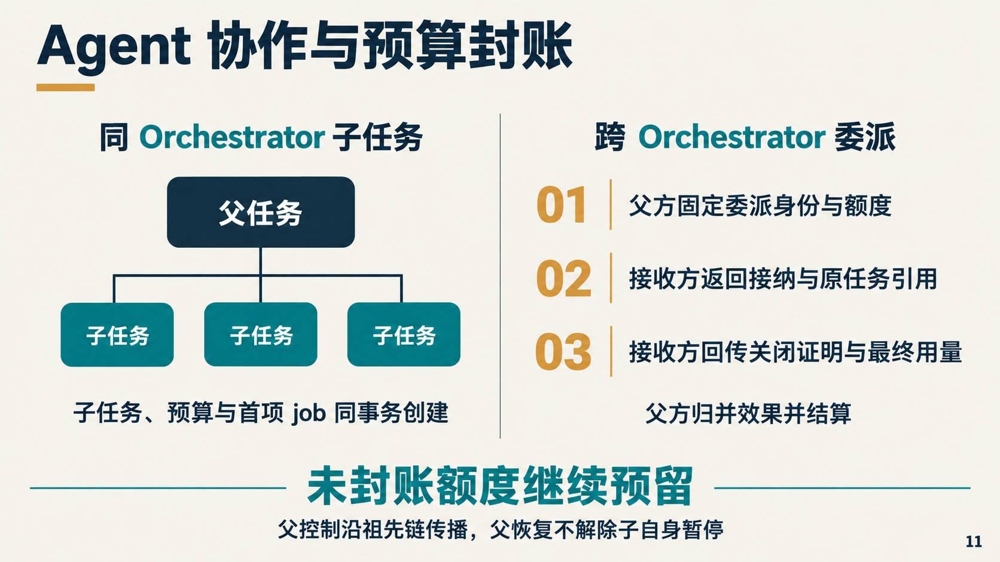 Agent 协作与预算封账
同 Orchestrator 子任务
父任务
子任务
子任务
子任务
子任务、预算与首项 job 同事务创建
跨 Orchestrator 委派
01
父方固定委派身份与额度
02
接收方返回接纳与原任务引用
03
接收方回传关闭证明与最终用量
父方归并效果并结算
未封账额度继续预留
父控制沿祖先链传播，父恢复不解除子自身暂停
11